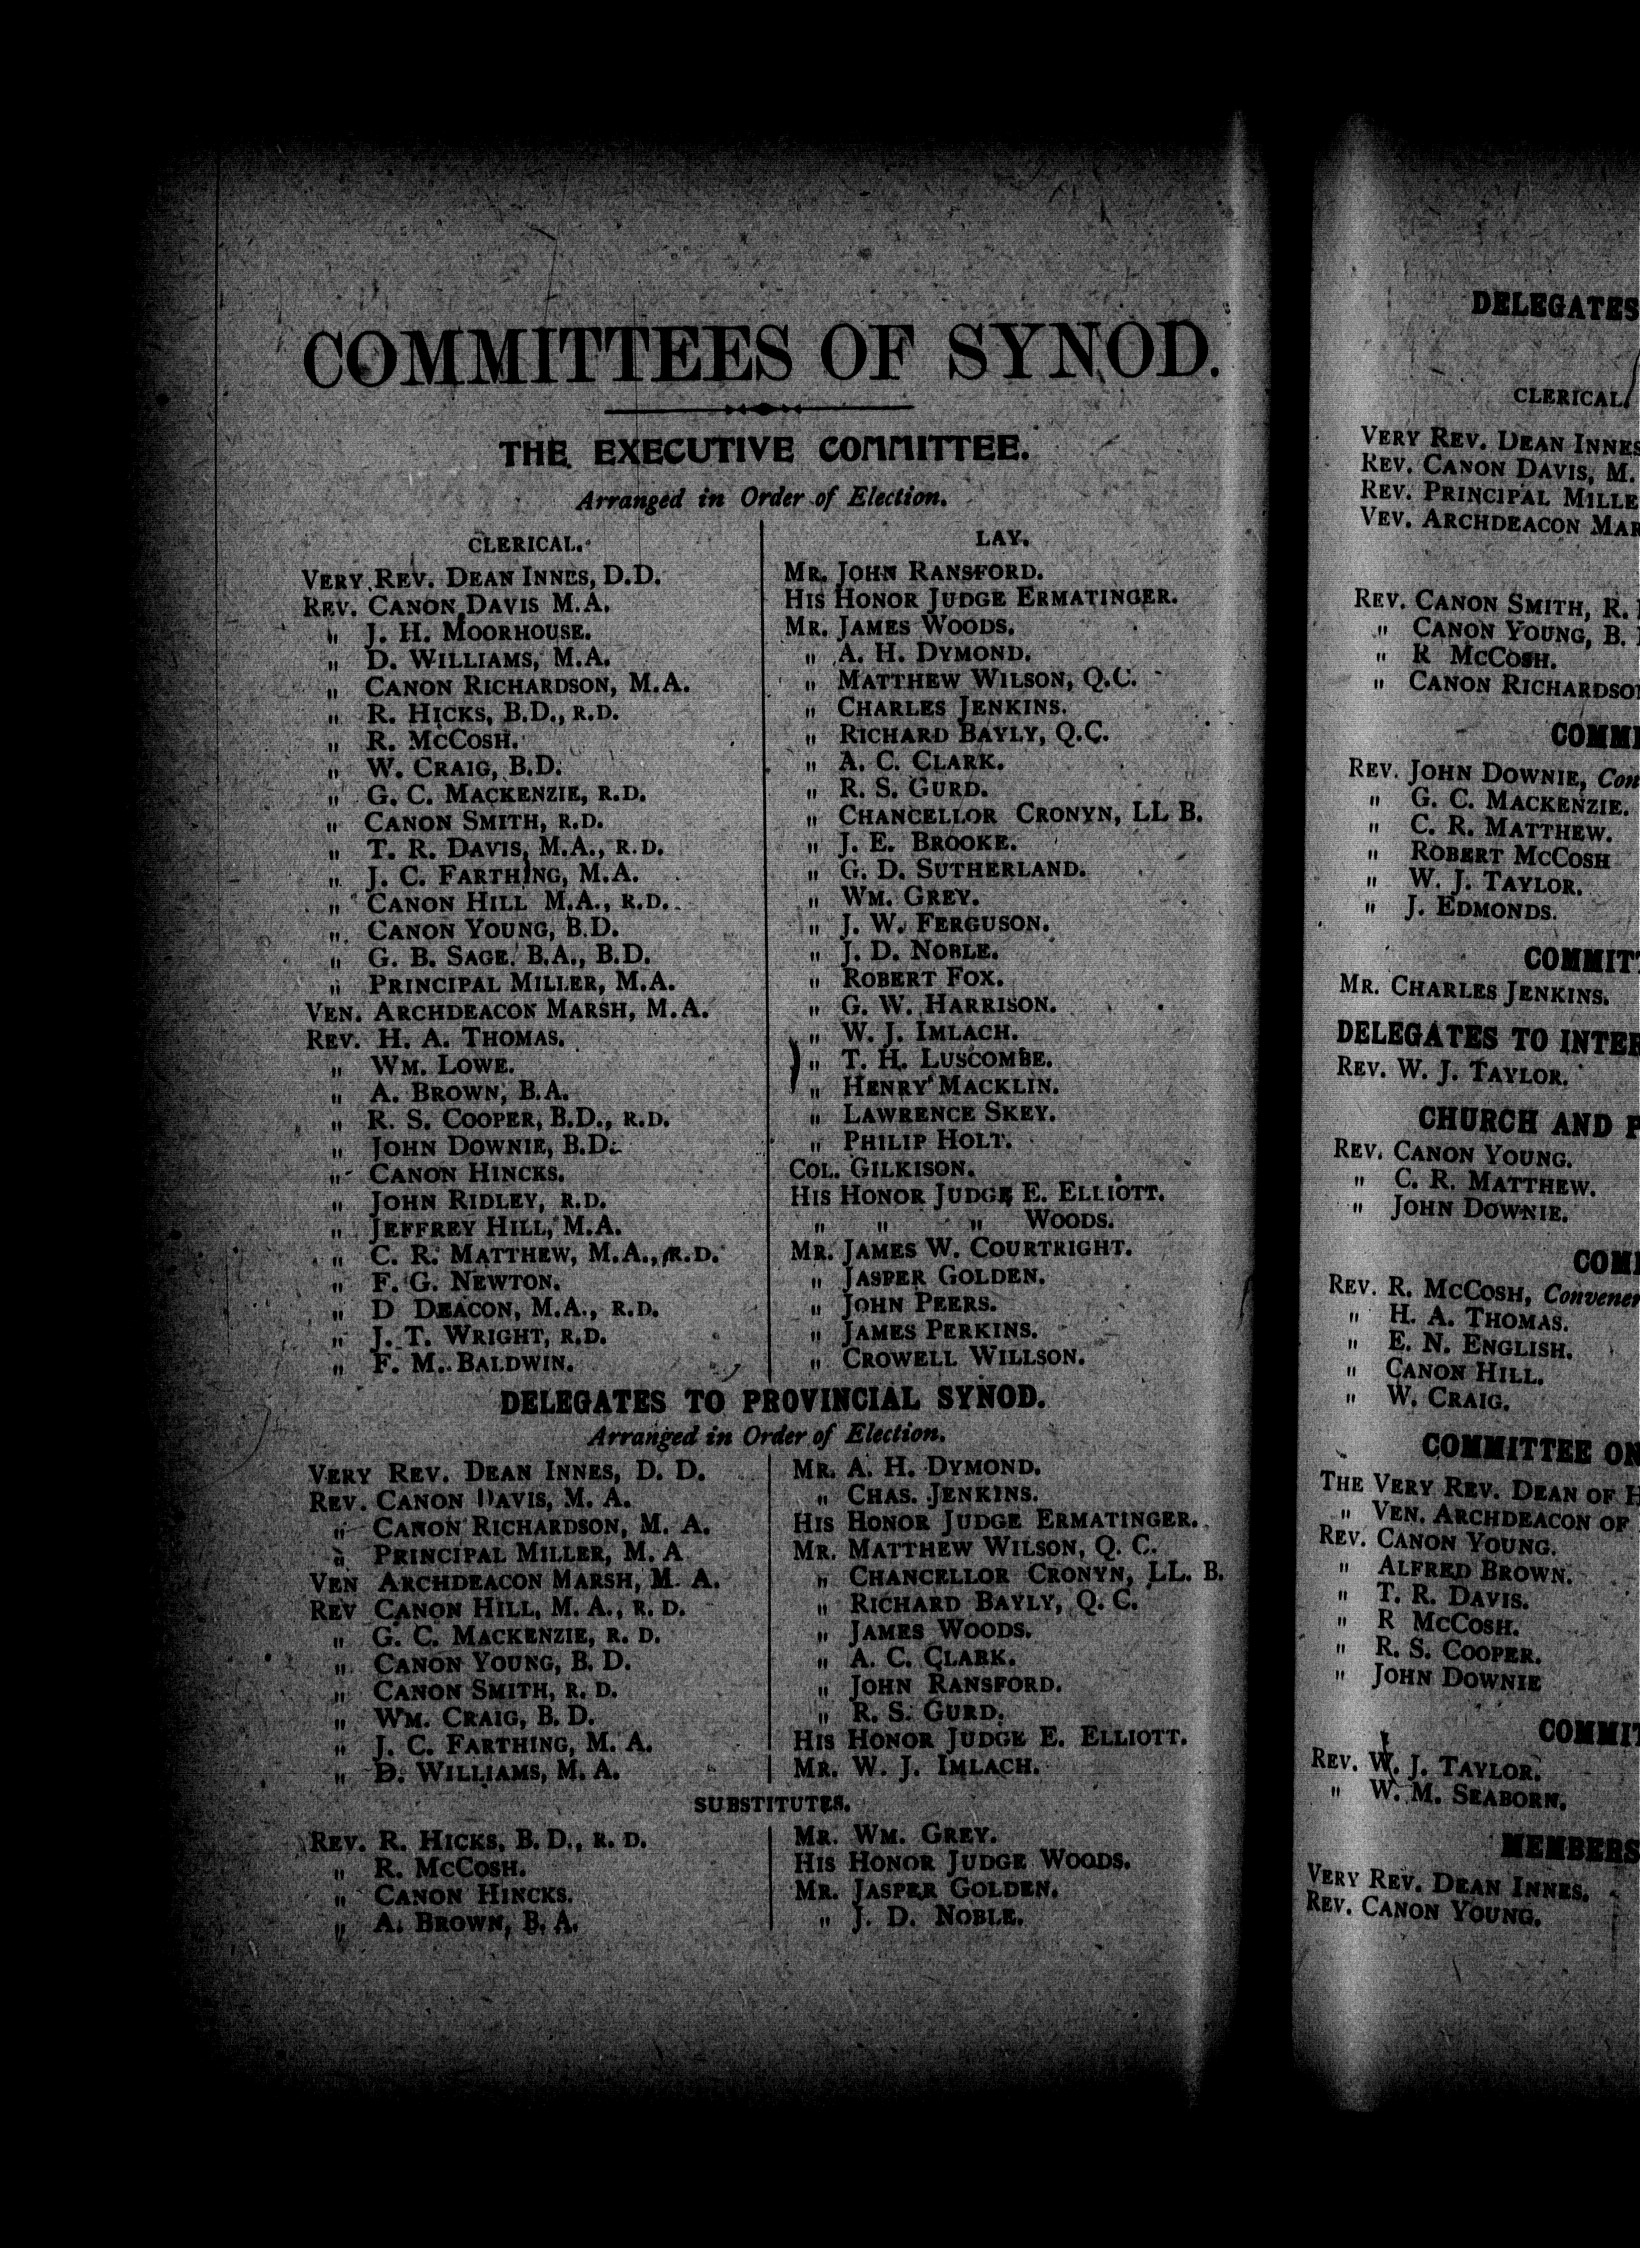 COMMITTEES OF SYNOD.
THE EXECUTIVE COMMITTEE.
Arranged in Order of Election.
CLERICAL.
VERY REV. DEAN INNES, D.D.
REV. CANON DAVIS M.A.
" J. H. MOORHOUSE.
" D. WILLIAMS, M.A.
" CANON RICHARDSON, M.A.
" R. HICKS, B.D., R.D.
" R. MCCOSH.
" W. CRAIG, B.D.
" G. C. MACKENZIE, R.D.
" CANON SMITH, R.D.
" T. R. DAVIS, M.A., R.D.
" J. C. FARTHING, M.A.
" CANON HILL M.A., R.D.
" CANON YOUNG, B.D.
" G. B. SAGE. B.A., B.D.
" PRINCIPAL MILLER, M.A.
VEN. ARCHDEACON MARSH, M.A.
REV. H. A. THOMAS.
" WM. LOWE.
" A. BROWN, B.A.
" R. S. COOPER, B.D., R.D.
" JOHN DOWNIE, B.D.
" CANON HINCKS.
" JOHN RIDLEY, R.D.
" JEFFREY HILL, M.A.
" C. R. MATTHEW, M.A., R.D.
" F. G. NEWTON.
" D DEACON, M.A., R.D.
" J. T. WRIGHT, R.D.
" F. M. BALDWIN.
LAY.
MR. JOHN RANSFORD.
HIS HONOR JUDGE ERMATINGER.
MR. JAMES WOODS.
" A. H. DYMOND.
" MATTHEW WILSON, Q.C.
" CHARLES JENKINS.
" RICHARD BAYLY, Q.C.
" A. C. CLARK.
" R. S. GURD.
" CHANCELLOR CRONYN, LL B.
" J. E. BROOKE.
" G. D. SUTHERLAND.
" WM. GREY.
" J. W. FERGUSON.
" J. D. NOBLE.
" ROBERT FOX.
" G. W. HARRISON.
" W. J. IMLACH.
" T. H. LUSCOMBE.
" HENRY MACKLIN.
" LAWRENCE SKEY.
" PHILIP HOLT.
COL. GILKISON.
HIS HONOR JUDGE E. ELLIOTT.
" " " WOODS.
MR. JAMES W. COURTRIGHT.
" JASPER GOLDEN.
" JOHN PEERS.
" JAMES PERKINS.
" CROWELL WILLSON.
DELEGATES TO PROVINCIAL SYNOD.
Arranged in Order of Election.
VERY REV. DEAN INNES, D. D.
REV. CANON DAVIS, M. A.
" CANON RICHARDSON, M. A.
" PRINCIPAL MILLER, M. A
VEN ARCHDEACON MARSH, M. A.
REV CANON HILL, M. A., R. D.
" G. C. MACKENZIE, R. D.
" CANON YOUNG, B. D.
" CANON SMITH, R. D.
" WM. CRAIG, B. D.
" J. C. FARTHING, M. A.
" D. WILLIAMS, M. A.
MR. A. H. DYMOND.
" CHAS. JENKINS.
HIS HONOR JUDGE ERMATINGER.
MR. MATTHEW WILSON, Q. C.
" CHANCELLOR CRONYN, LL. B.
" RICHARD BAYLY, Q. C.
" JAMES WOODS.
" A. C. CLARK.
" JOHN RANSFORD.
" R. S. GURD.
HIS HONOR JUDGE E. ELLIOTT.
MR. W. J. IMLACH.
SUBSTITUTES.
REV. R. HICKS, B. D., R. D.
" R. MCCOSH.
" CANON HINCKS.
" A. BROWN, B. A.
MR. WM. GREY.
HIS HONOR JUDGE WOODS.
MR. JASPER GOLDEN.
" J. D. NOBLE.
DELEGATES
CLERICAL.
VERY REV. DEAN INNES
REV. CANON DAVIS, M.
REV. PRINCIPAL MILLE
VEV. ARCHDEACON MAR
REV. CANON SMITH, R.
" CANON YOUNG, B.
" R MCCOSH.
" CANON RICHARDSO
COMM
REV. JOHN DOWNIE, Con
" G. C. MACKENZIE.
" C. R. MATTHEW.
" ROBERT MCCOSH
" W. J. TAYLOR.
" J. EDMONDS.
COMMIT
MR. CHARLES JENKINS.
DELEGATES TO INTER
REV. W. J. TAYLOR.
CHURCH AND P
REV. CANON YOUNG.
" C. R. MATTHEW.
" JOHN DOWNIE.
COM
REV. R. MCCOSH, Convener
" H. A. THOMAS.
" E. N. ENGLISH.
" CANON HILL.
" W. CRAIG.
COMMITTEE ON
THE VERY REV. DEAN OF H
" VEN. ARCHDEACON OF
REV. CANON YOUNG.
" ALFRED BROWN.
" T. R. DAVIS.
" R MCCOSH.
" R. S. COOPER.
" JOHN DOWNIE
COMMIT
REV. W. J. TAYLOR.
" W. M. SEABORN.
MEMBERS
VERY REV. DEAN INNES.
REV. CANON YOUNG.